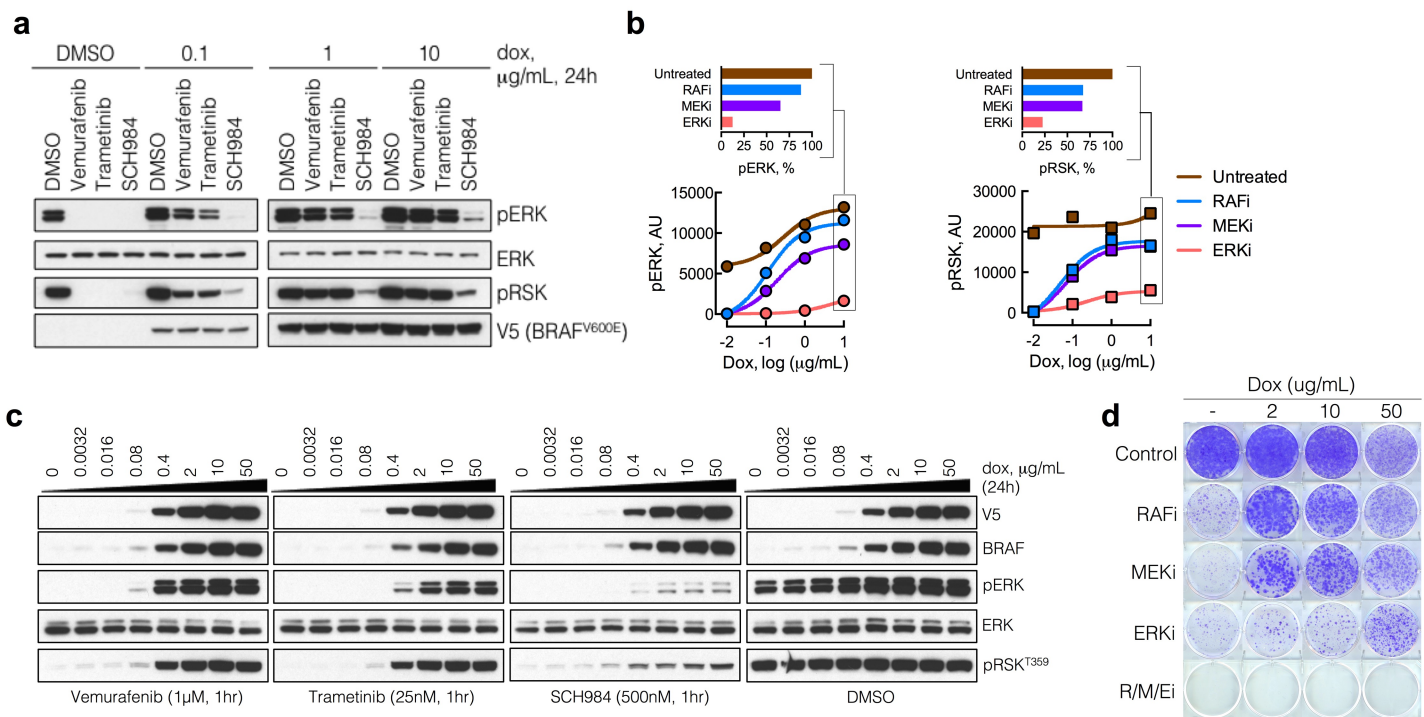 a
DMSO 0.1 1 10 dox,
μg/mL, 24h
DMSO Vemurafenib Trametinib SCH984 DMSO Vemurafenib Trametinib SCH984 DMSO Vemurafenib Trametinib SCH984 DMSO Vemurafenib Trametinib SCH984
pERK
ERK
pRSK
V5 (BRAFV600E)
b
Untreated
RAFi
MEKi
ERKi
0 25 50 75 100
pERK, %
15000
10000
5000
0
pERK, AU
-2 -1 0 1
Dox, log (μg/mL)
Untreated
RAFi
MEKi
ERKi
0 25 50 75 100
pRSK, %
30000
20000
10000
0
pRSK, AU
-2 -1 0 1
Dox, log (μg/mL)
Untreated
RAFi
MEKi
ERKi
c
0 0.0032 0.016 0.08 0.4 2 10 50 0 0.0032 0.016 0.08 0.4 2 10 50 0 0.0032 0.016 0.08 0.4 2 10 50 0 0.0032 0.016 0.08 0.4 2 10 50 dox, μg/mL
(24h)
V5
BRAF
pERK
ERK
pRSKT359
Vemurafenib (1μM, 1hr) Trametinib (25nM, 1hr) SCH984 (500nM, 1hr) DMSO
d
Dox (ug/mL)
- 2 10 50
Control
RAFi
MEKi
ERKi
R/M/Ei